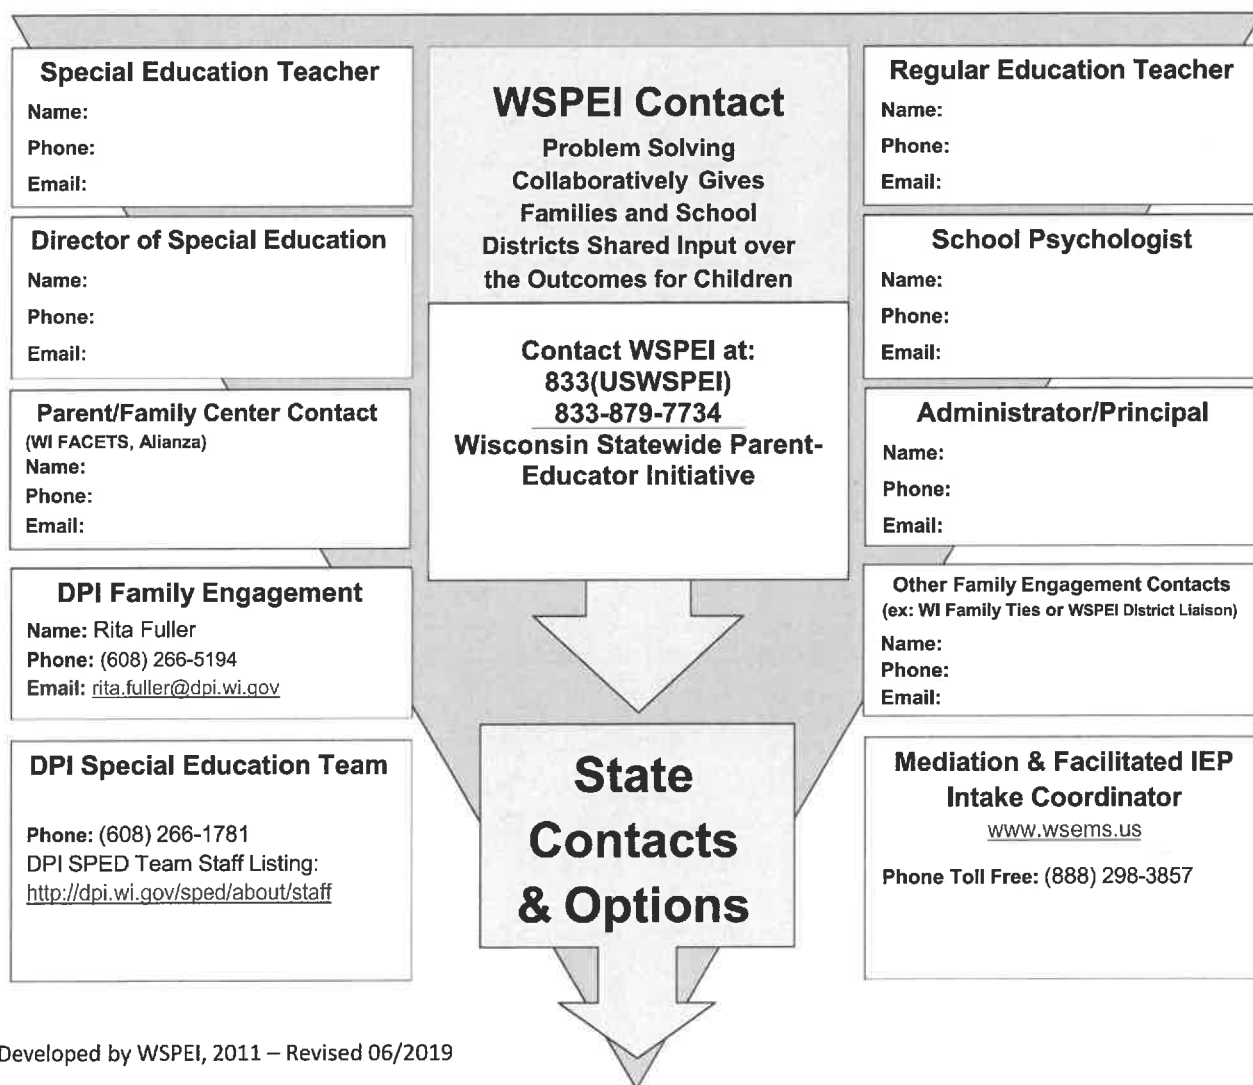 Special Education Teacher
Name:
Phone:
Email:
Director of Special Education
Name:
Phone:
Email:
Parent/Family Center Contact
(WI FACETS, Alianza)
Name:
Phone:
Email:
DPI Family Engagement
Name: Rita Fuller
Phone: (608) 266-5194
Email: rita.fuller@dpi.wi.gov
DPI Special Education Team
Phone: (608) 266-1781
DPI SPED Team Staff Listing:
http://dpi.wi.gov/sped/about/staff
WSPEI Contact
Problem Solving
Collaboratively Gives
Families and School
Districts Shared Input over
the Outcomes for Children
Contact WSPEI at:
833(USWSPEI)
833-879-7734
Wisconsin Statewide Parent-
Educator Initiative
State
Contacts
& Options
Regular Education Teacher
Name:
Phone:
Email:
School Psychologist
Name:
Phone:
Email:
Administrator/Principal
Name:
Phone:
Email:
Other Family Engagement Contacts
(ex: WI Family Ties or WSPEI District Liaison)
Name:
Phone:
Email:
Mediation & Facilitated IEP
Intake Coordinator
www.wsems.us
Phone Toll Free: (888) 298-3857
Developed by WSPEI, 2011 – Revised 06/2019